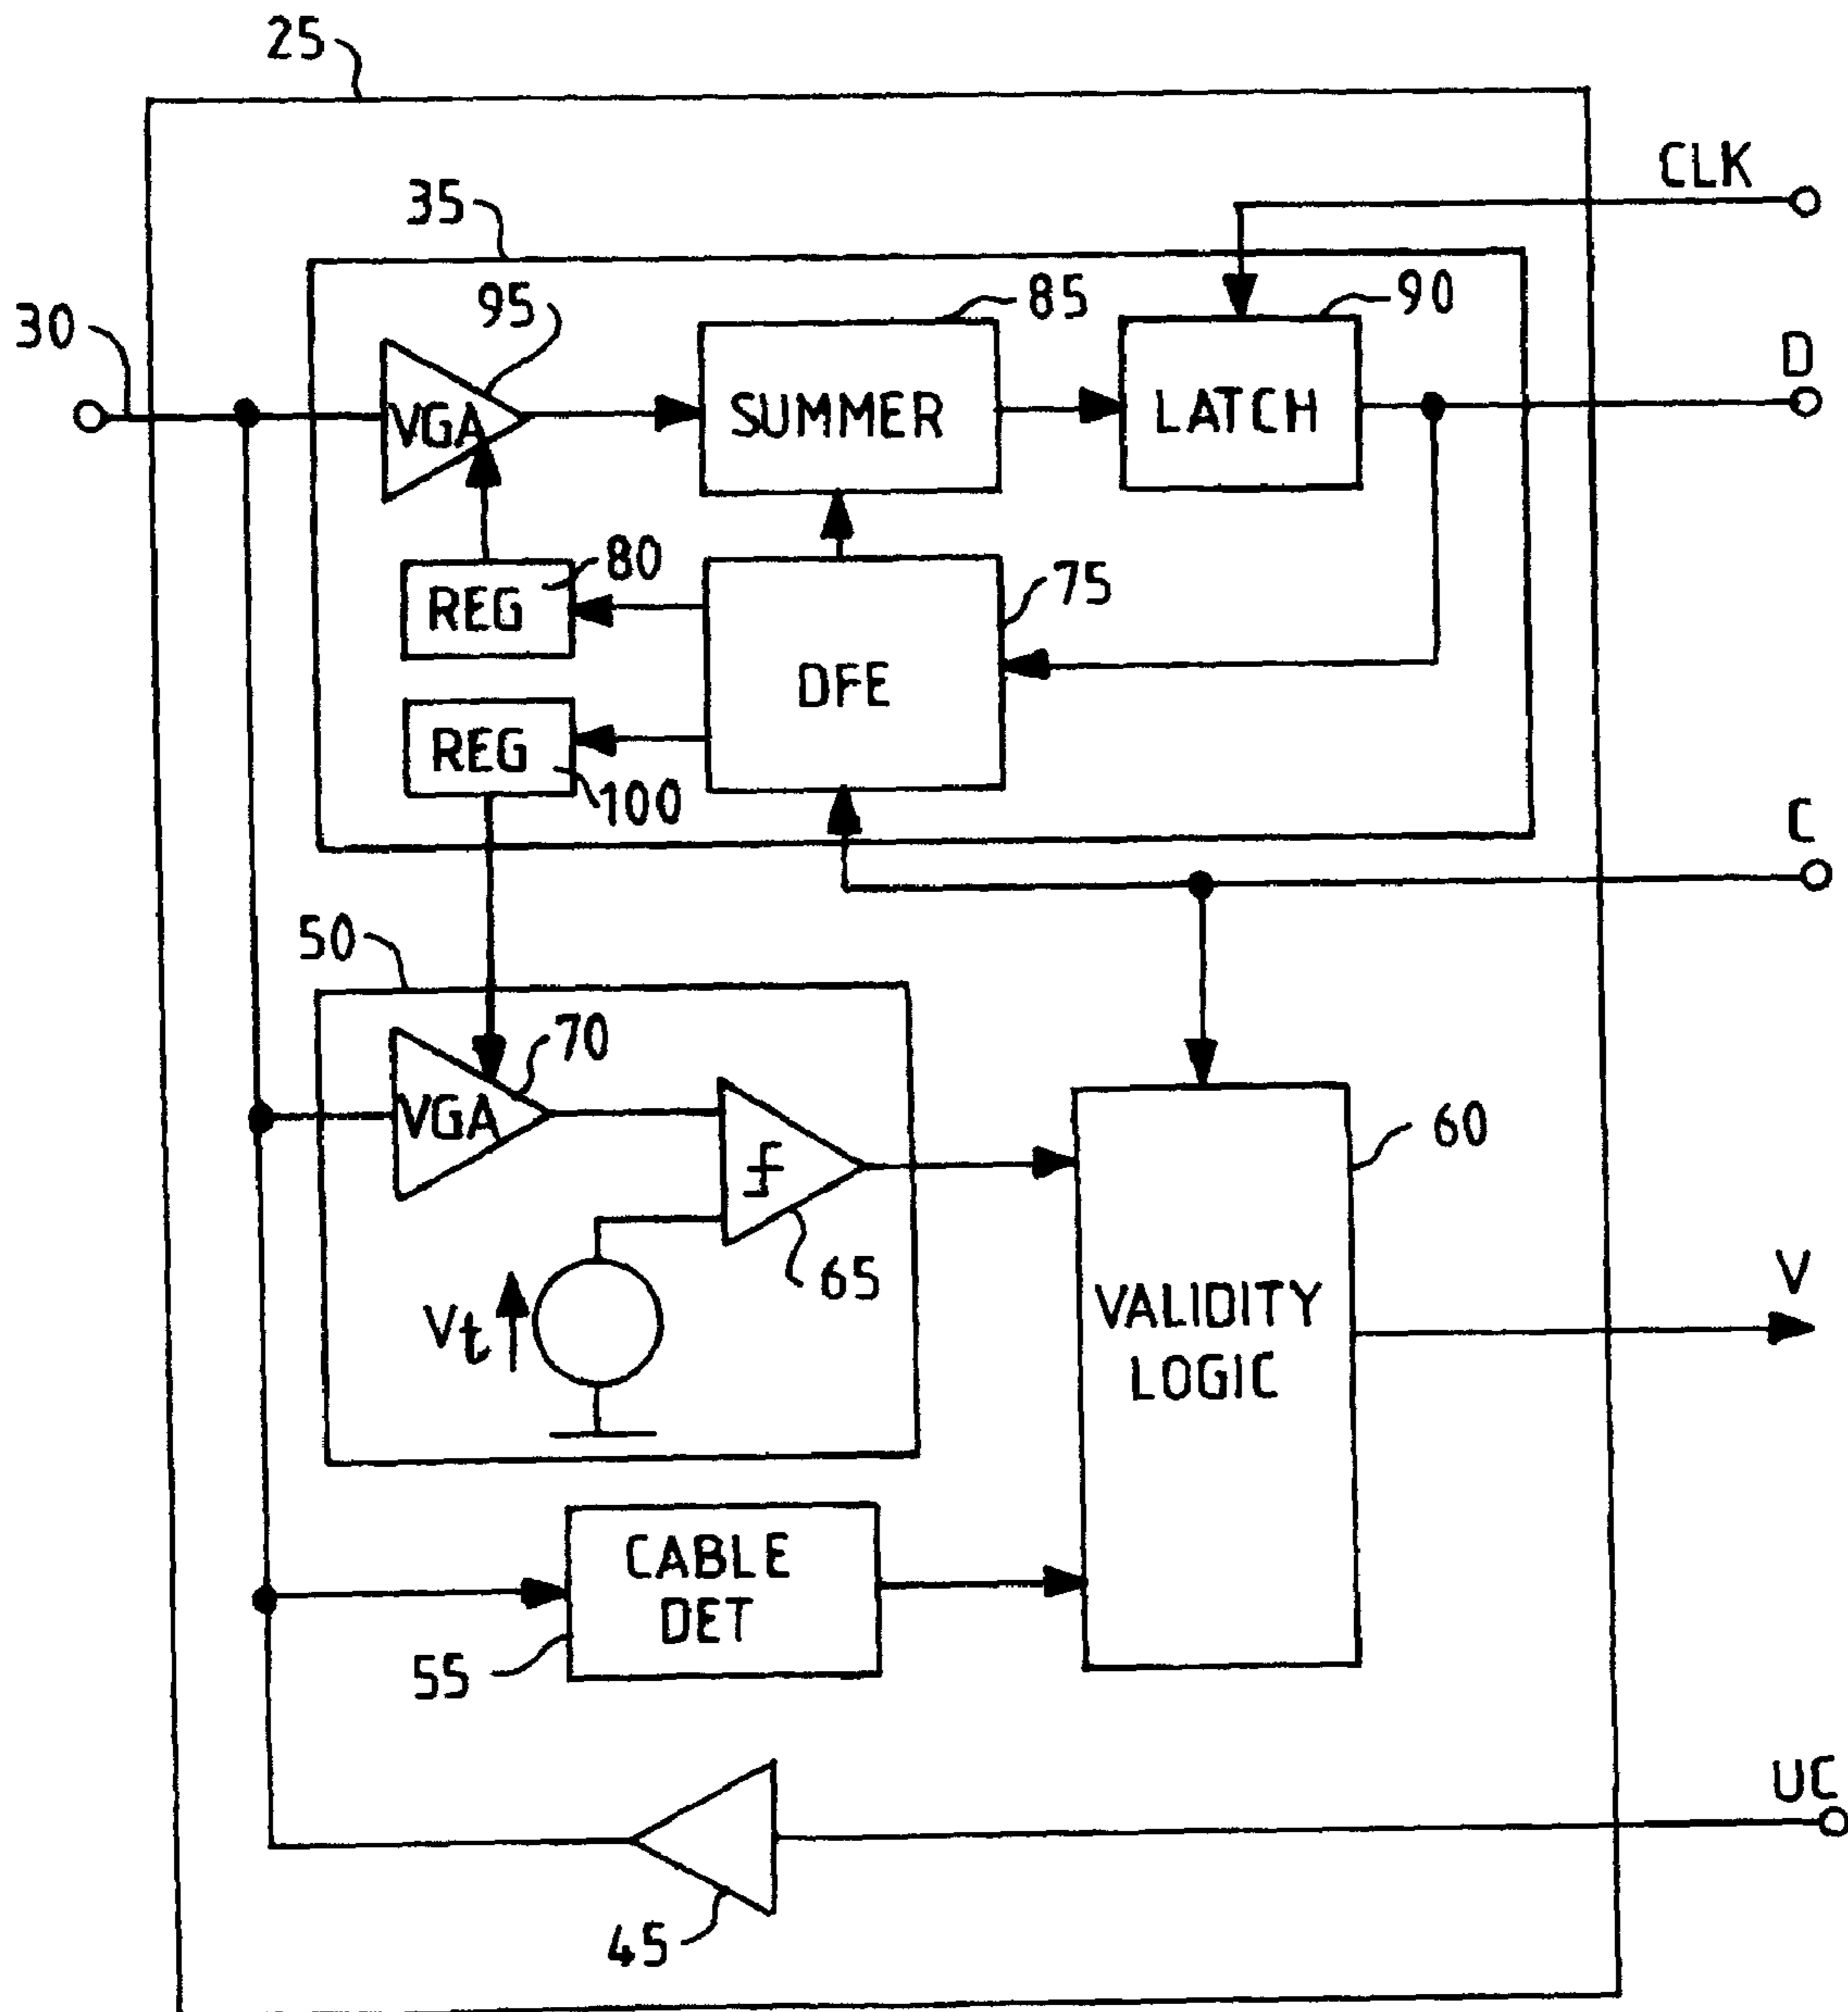 25
CLK
35
30
95
85
90
D
VGA
SUMMER
LATCH
REG
80
75
DFE
REG
100
C
50
70
VGA
60
65
Vt
VALIDITY
LOGIC
V
CABLE
DET
55
UC
45